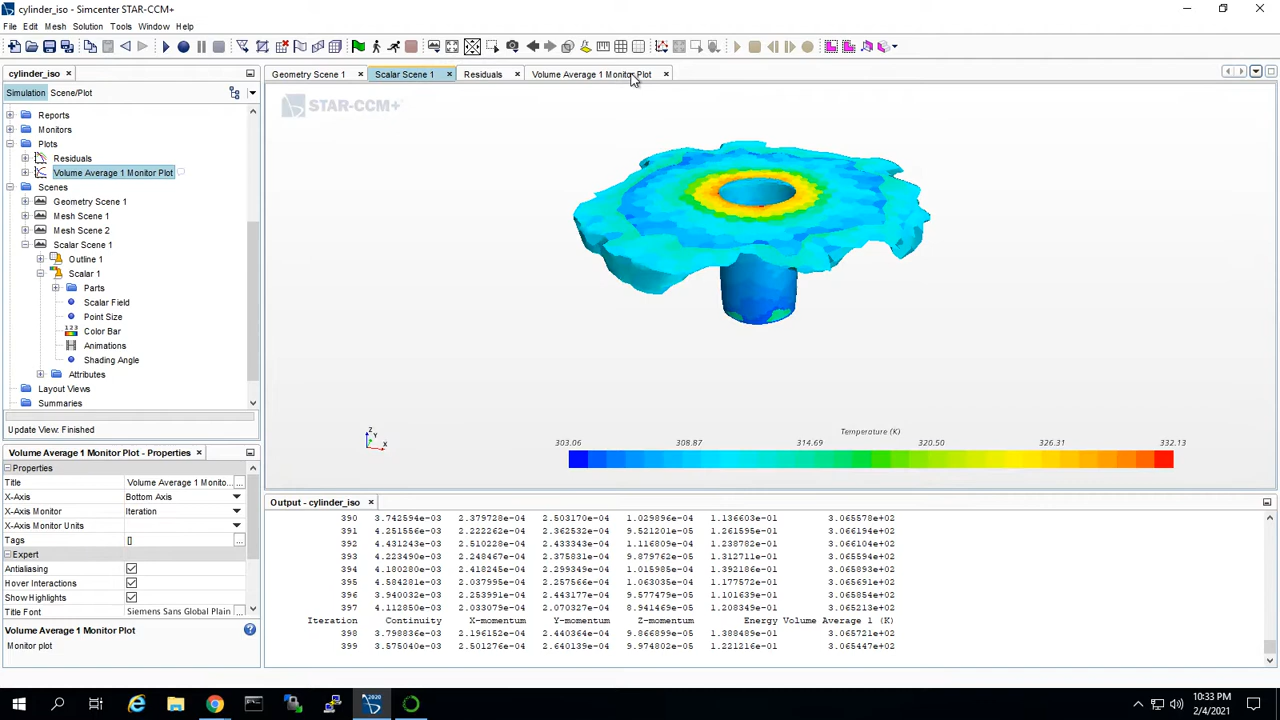 cylinder_iso - Simcenter STAR-CCM+
File Edit Mesh Solution Tools Window Help
cylinder_iso
Geometry Scene 1
Scalar Scene 1
Residuals
Volume Average 1 Monitor Plot
Simulation Scene/Plot
Reports
Monitors
Plots
Residuals
Volume Average 1 Monitor Plot
Scenes
Geometry Scene 1
Mesh Scene 1
Mesh Scene 2
Scalar Scene 1
Outline 1
Scalar 1
Parts
Scalar Field
Point Size
123
Color Bar
Animations
Shading Angle
Attributes
Layout Views
Summaries
Update View: Finished
Volume Average 1 Monitor Plot - Properties
Properties
Title Volume Average 1 Monito... ...
X-Axis Bottom Axis
X-Axis Monitor Iteration
X-Axis Monitor Units
Tags [] ...
Expert
Antialiasing
Hover Interactions
Show Highlights
Title Font Siemens Sans Global Plain ...
Volume Average 1 Monitor Plot
Monitor plot
STAR-CCM+
Z
Y
X
Temperature (K)
303.06 308.87 314.69 320.50 326.31 332.13
Output - cylinder_iso
390 3.742594e-03 2.379728e-04 2.503170e-04 1.029896e-04 1.136603e-01 3.065578e+02
391 4.251556e-03 2.222262e-04 2.362532e-04 9.521201e-05 1.261595e-01 3.066194e+02
392 4.431243e-03 2.510228e-04 2.433343e-04 1.116809e-04 1.238782e-01 3.066104e+02
393 4.223490e-03 2.248467e-04 2.375831e-04 9.879762e-05 1.312711e-01 3.065594e+02
394 4.180280e-03 2.418245e-04 2.299349e-04 1.015985e-04 1.392186e-01 3.065893e+02
395 4.584281e-03 2.037995e-04 2.257566e-04 1.063035e-04 1.177572e-01 3.065691e+02
396 3.940032e-04 2.253991e-04 2.443177e-04 9.577479e-05 1.101639e-01 3.065854e+02
397 4.112850e-03 2.033079e-04 2.070327e-04 8.941469e-05 1.208349e-01 3.065213e+02
Iteration Continuity X-momentum Y-momentum Z-momentum Energy Volume Average 1 (K)
398 3.798836e-03 2.196152e-04 2.440364e-04 9.866899e-05 1.388489e-01 3.065721e+02
399 3.575040e-03 2.501276e-04 2.640490e-04 9.974802e-05 1.221216e-01 3.065447e+02
2020
10:33 PM
2/4/2021